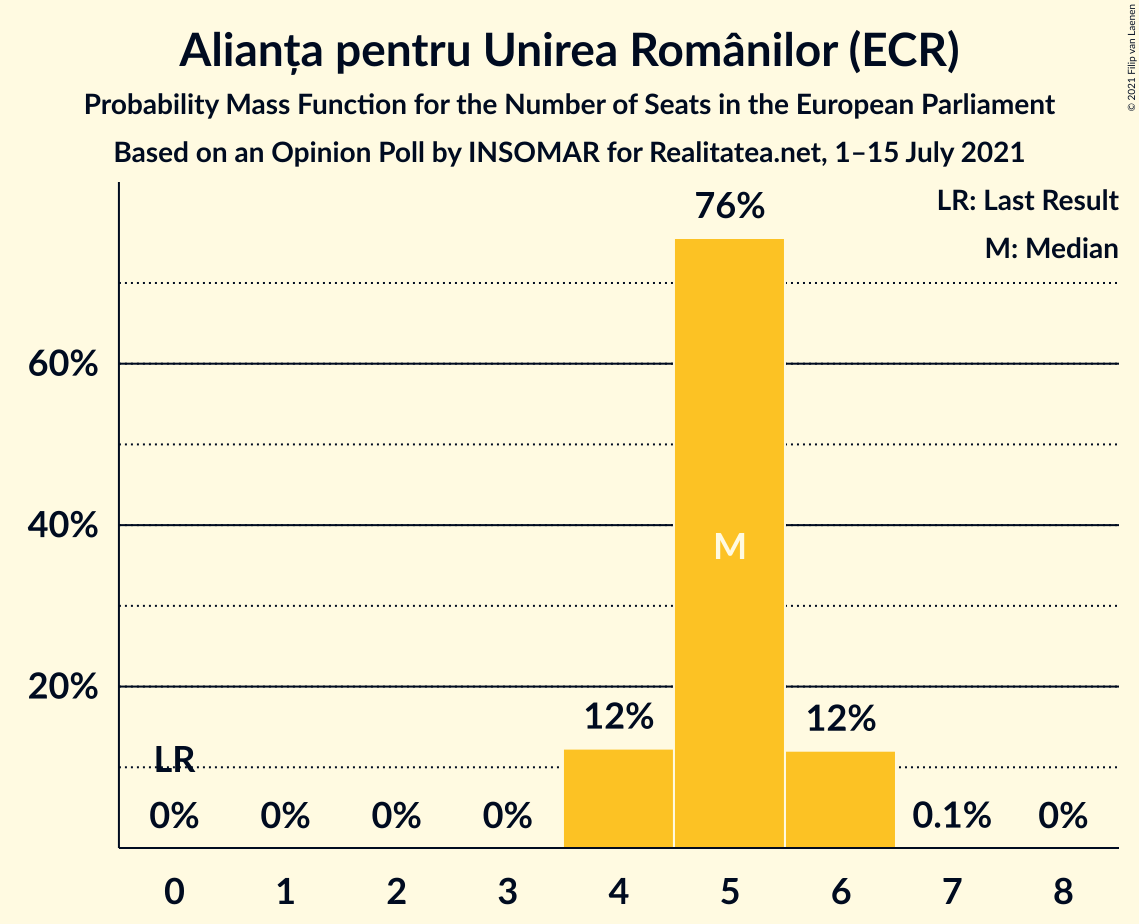 Alianța pentru Unirea Românilor (ECR)
Probability Mass Function for the Number of Seats in the European Parliament
Based on an Opinion Poll by INSOMAR for Realitatea.net, 1–15 July 2021
© 2021 Filip van Laenen
LR: Last Result
M: Median
76%
60%
40%
M
20%
12%
12%
LR
0%
0%
0%
0%
0.1%
0%
0 1 2 3 4 5 6 7 8